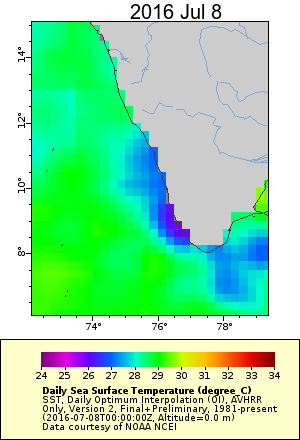 2016 Jul 8
14°
12°
10°
8°
74°
76°
78°
24 25 26 27 28 29 30 31 32 33 34
Daily Sea Surface Temperature (degree_C)
SST, Daily Optimum Interpolation (OI), AVHRR
Only, Version 2, Final+Preliminary, 1981-present
(2016-07-08T00:00:00Z, Altitude=0.0 m)
Data courtesy of NOAA NCEI